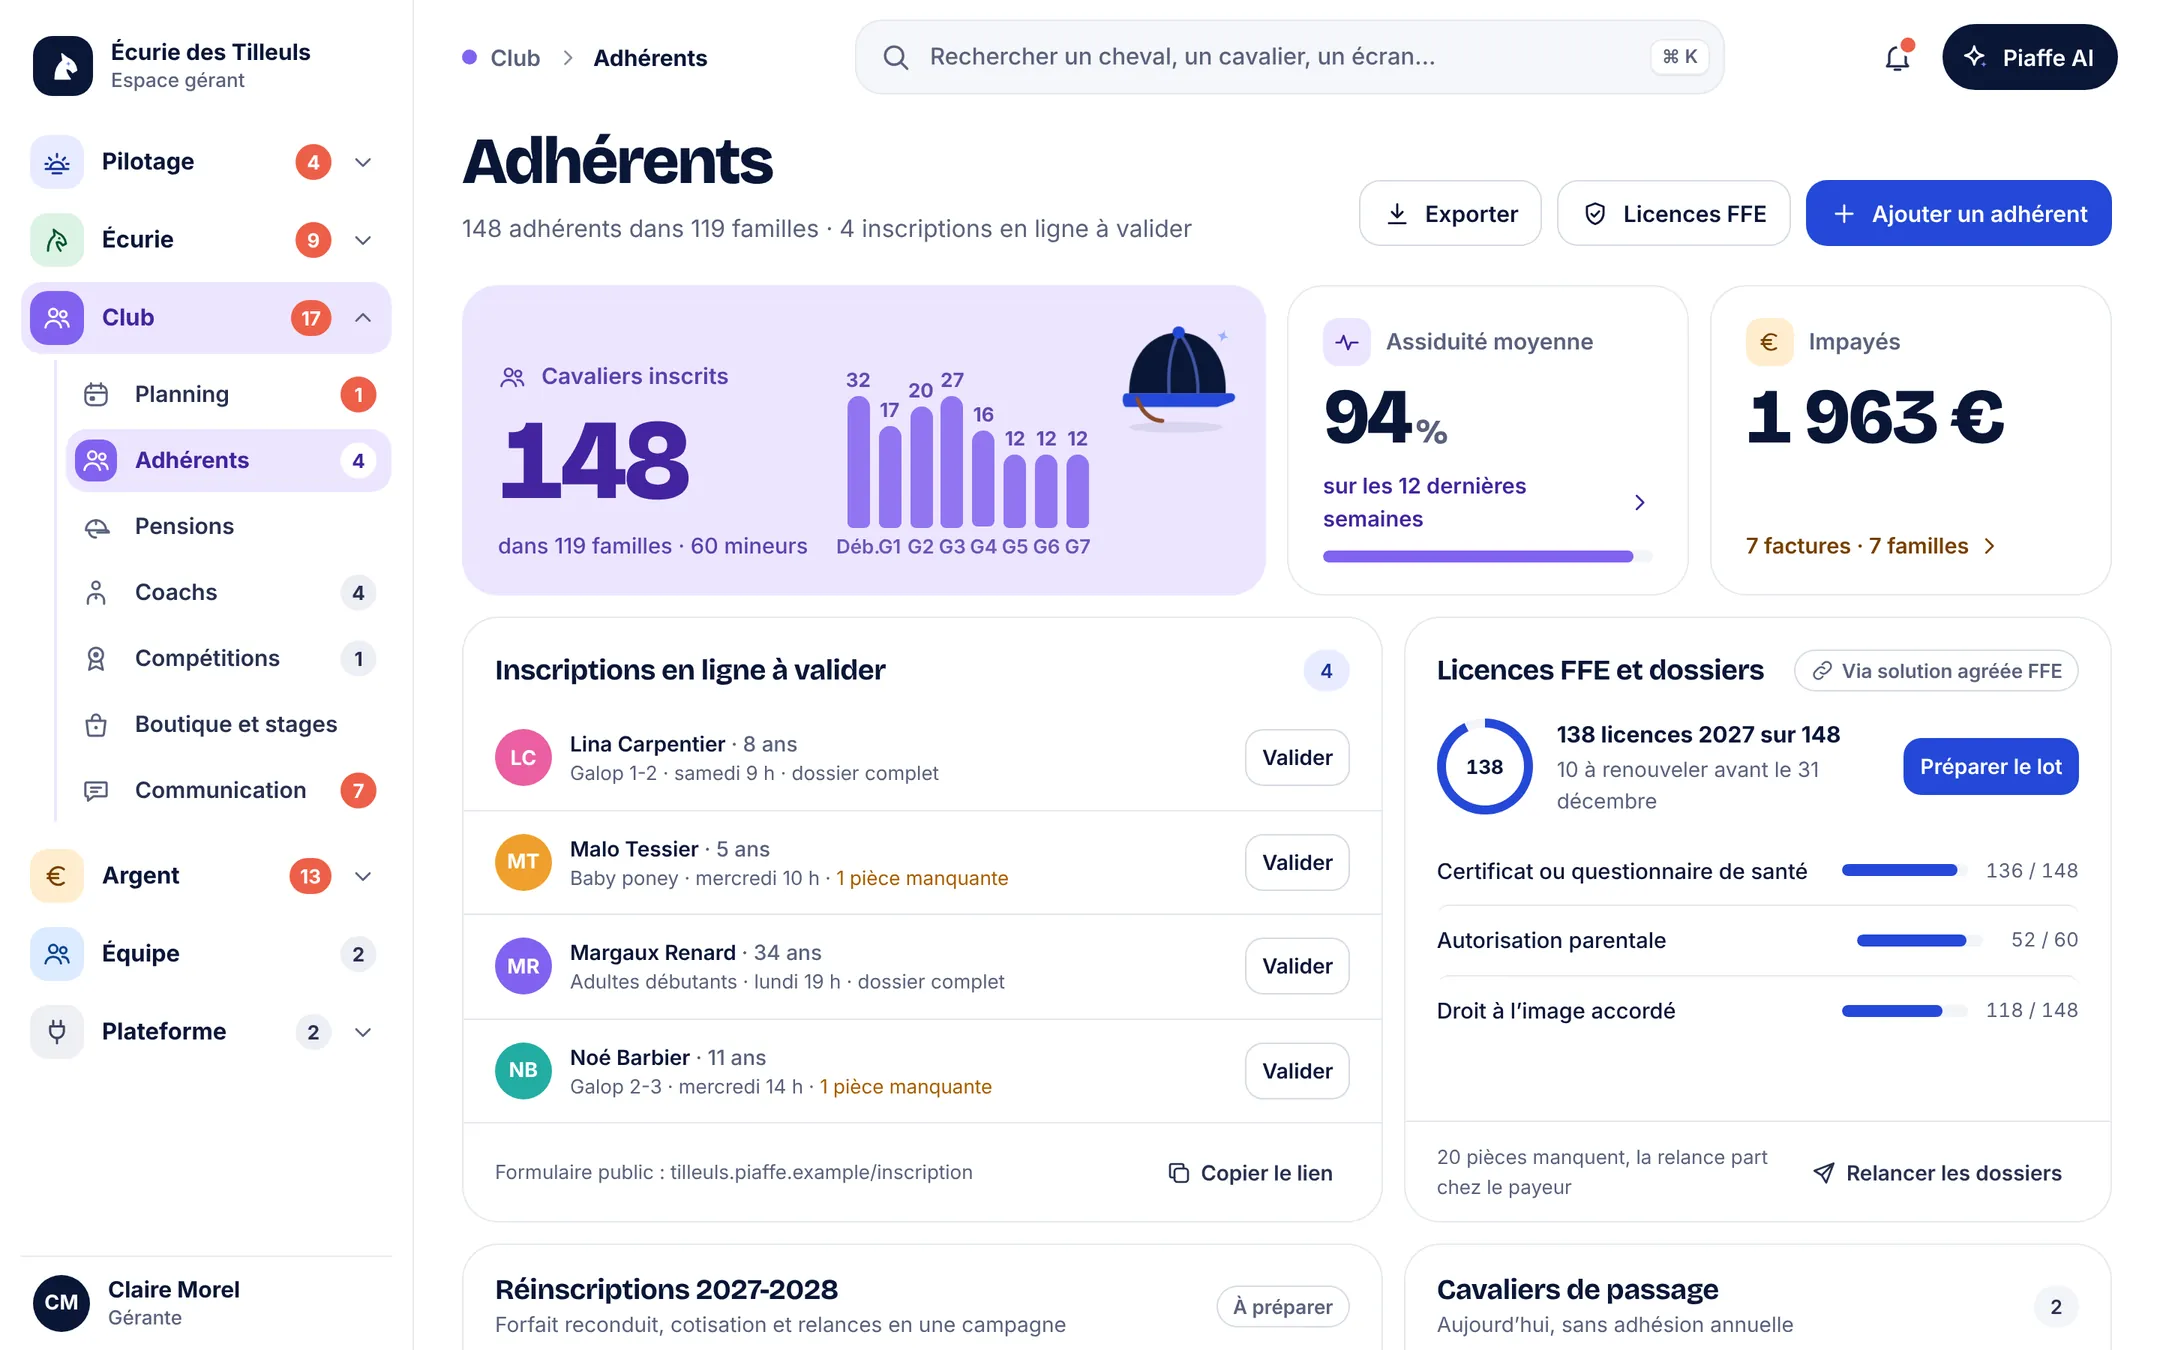 Écurie des Tilleuls
Espace gérant
Pilotage
4
Écurie
9
Club
17
Planning
1
Adhérents
4
Pensions
Coachs
4
Compétitions
1
Boutique et stages
Communication
7
Argent
13
Équipe
2
Plateforme
2
CM
Claire Morel
Gérante
Club
Adhérents
Rechercher un cheval, un cavalier, un écran…
⌘ K
Piaffe AI
Adhérents
148 adhérents dans 119 familles · 4 inscriptions en ligne à valider
Exporter
Licences FFE
Ajouter un adhérent
Cavaliers inscrits
148
dans 119 familles · 60 mineurs
32 17 20 27 16 12 12 12
Déb. G1 G2 G3 G4 G5 G6 G7
Assiduité moyenne
94%
sur les 12 dernières
semaines
€
Impayés
1 963 €
7 factures · 7 familles
Inscriptions en ligne à valider
4
LC
Lina Carpentier · 8 ans
Galop 1-2 · samedi 9 h · dossier complet
Valider
MT
Malo Tessier · 5 ans
Baby poney · mercredi 10 h · 1 pièce manquante
Valider
MR
Margaux Renard · 34 ans
Adultes débutants · lundi 19 h · dossier complet
Valider
NB
Noé Barbier · 11 ans
Galop 2-3 · mercredi 14 h · 1 pièce manquante
Valider
Formulaire public : tilleuls.piaffe.example/inscription
Copier le lien
Licences FFE et dossiers
Via solution agréée FFE
138
138 licences 2027 sur 148
10 à renouveler avant le 31
décembre
Préparer le lot
Certificat ou questionnaire de santé
136 / 148
Autorisation parentale
52 / 60
Droit à l’image accordé
118 / 148
20 pièces manquent, la relance part
chez le payeur
Relancer les dossiers
Réinscriptions 2027-2028
Forfait reconduit, cotisation et relances en une campagne
À préparer
Cavaliers de passage
Aujourd’hui, sans adhésion annuelle
2